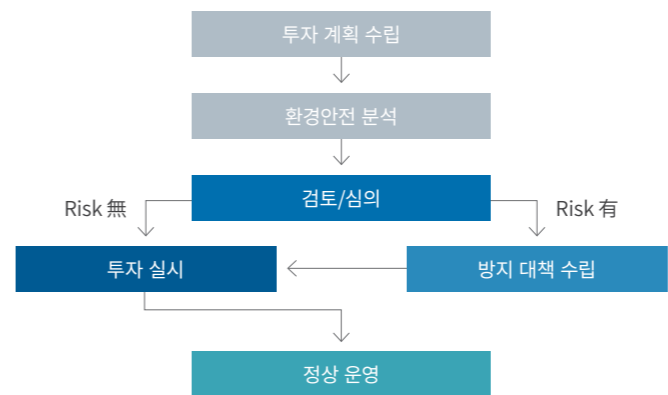 투자 계획 수립
환경안전 분석
검토/심의
Risk 無
Risk 有
투자 실시
방지 대책 수립
정상 운영